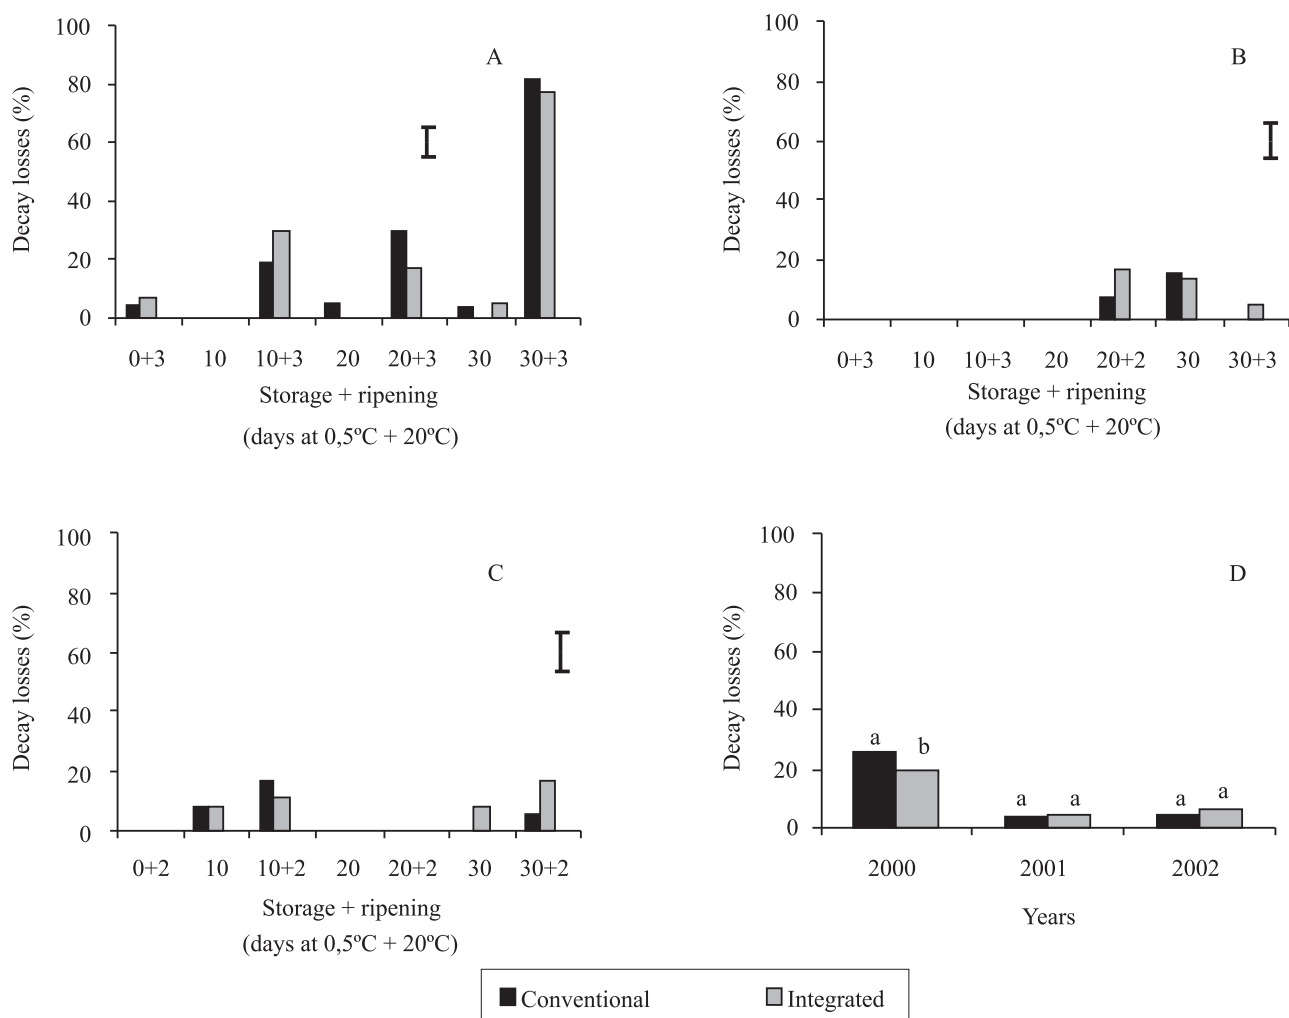 A
100
80
60
40
20
0
Decay losses (%)
0+3 10 10+3 20 20+3 30 30+3
Storage + ripening
(days at 0,5ºC + 20ºC)
B
100
80
60
40
20
0
Decay losses (%)
0+3 10 10+3 20 20+2 30 30+3
Storage + ripening
(days at 0,5ºC + 20ºC)
C
100
80
60
40
20
0
Decay losses (%)
0+2 10 10+2 20 20+2 30 30+2
Storage + ripening
(days at 0,5ºC + 20ºC)
D
100
80
60
40
20
0
Decay losses (%)
a b a a a a
2000 2001 2002
Years
Conventional Integrated